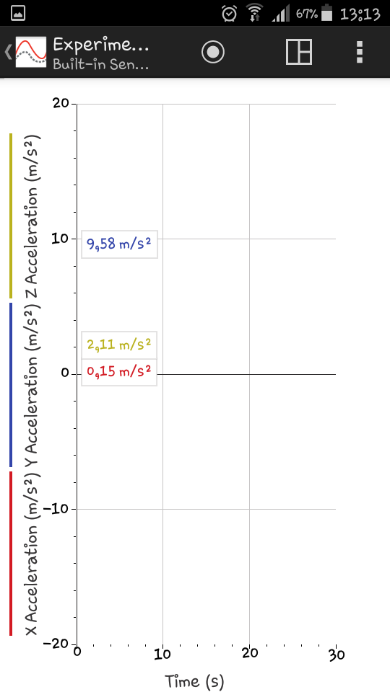 67% 13:13
Experime...
Built-in Sen...
X Acceleration (m/s²) Y Acceleration (m/s²) Z Acceleration (m/s²)
20
10
9,58 m/s²
2,11 m/s²
0
0,15 m/s²
-10
-20
0 10 20 30
Time (s)